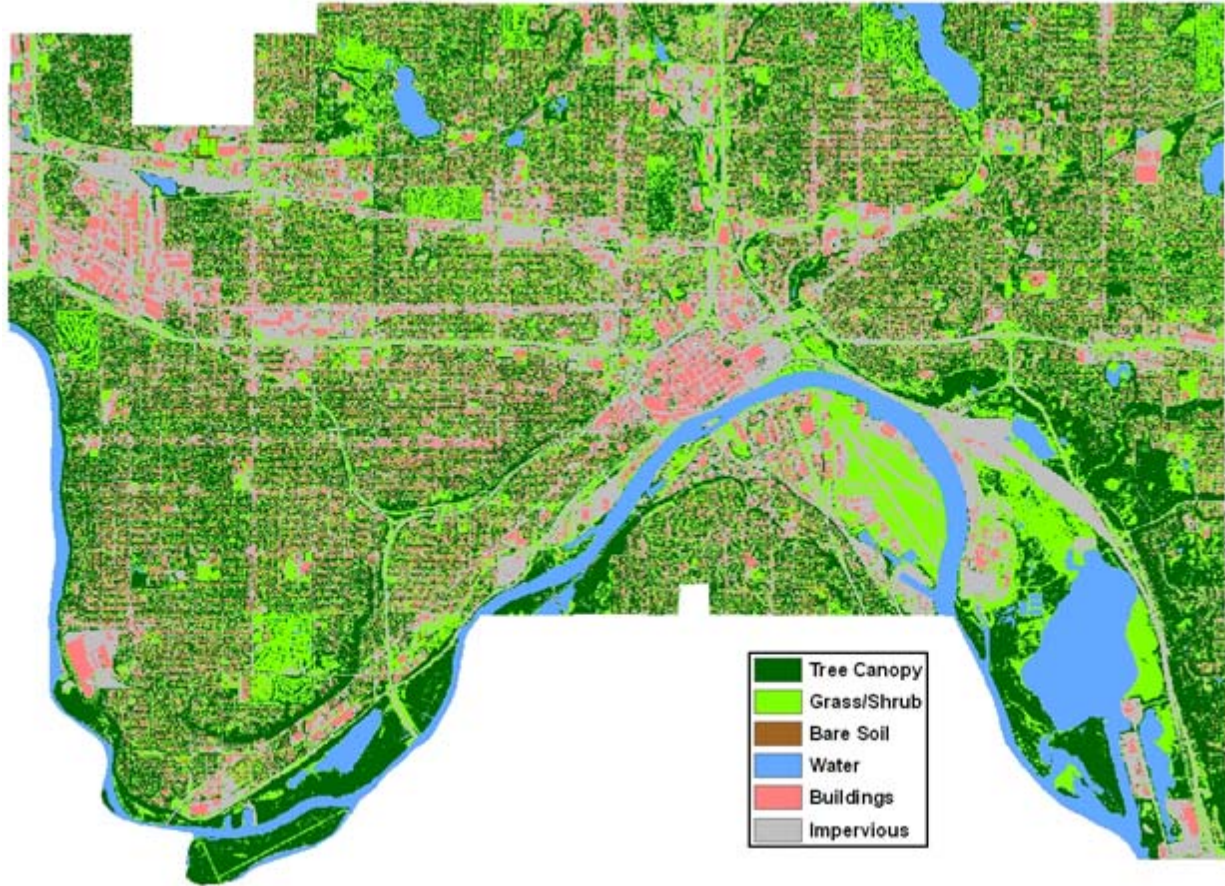 Tree Canopy
Grass/Shrub
Bare Soil
Water
Buildings
Impervious